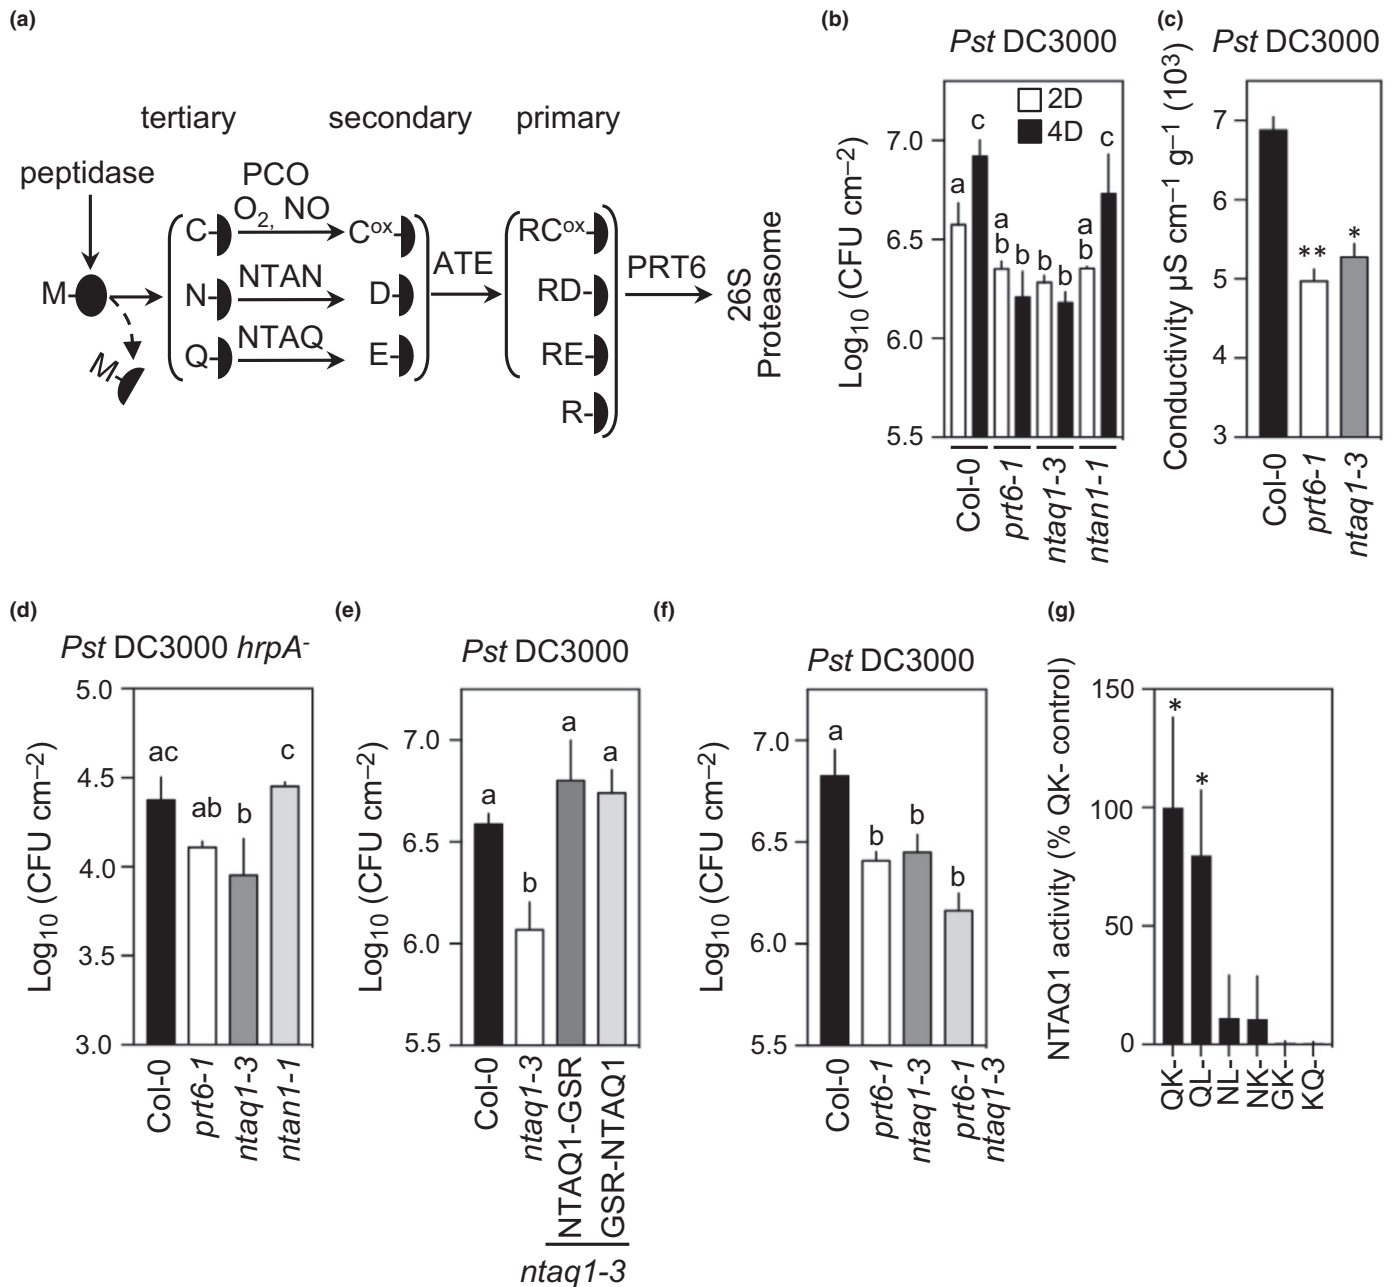 (a)
tertiary secondary primary
peptidase
PCO
O2, NO
C- Cox- RCox-
M- N- NTAN D- ATE RD- PRT6
M- Q- NTAQ E- RE-
R-
26S
Proteasome
(b)
Pst DC3000
2D
4D
Log10 (CFU cm−2)
7.0
6.5
6.0
5.5
a c a b b b b a b c
Col-0
prt6-1
ntaq1-3
ntan1-1
(c)
Pst DC3000
Conductivity µS cm−1 g−1 (10³)
7
6
5
4
3
** *
Col-0
prt6-1
ntaq1-3
(d)
Pst DC3000 hrpA-
Log10 (CFU cm−2)
5.0
4.5
4.0
3.5
3.0
ac ab b c
Col-0
prt6-1
ntaq1-3
ntan1-1
(e)
Pst DC3000
Log10 (CFU cm−2)
7.0
6.5
6.0
5.5
a b a a
Col-0
ntaq1-3
NTAQ1-GSR
GSR-NTAQ1
ntaq1-3
(f)
Pst DC3000
Log10 (CFU cm−2)
7.0
6.5
6.0
5.5
a b b b
Col-0
prt6-1
ntaq1-3
prt6-1
ntaq1-3
(g)
NTAQ1 activity (% QK- control)
150
100
50
0
* *
QK-
QL-
NL-
NK-
GK-
KQ-